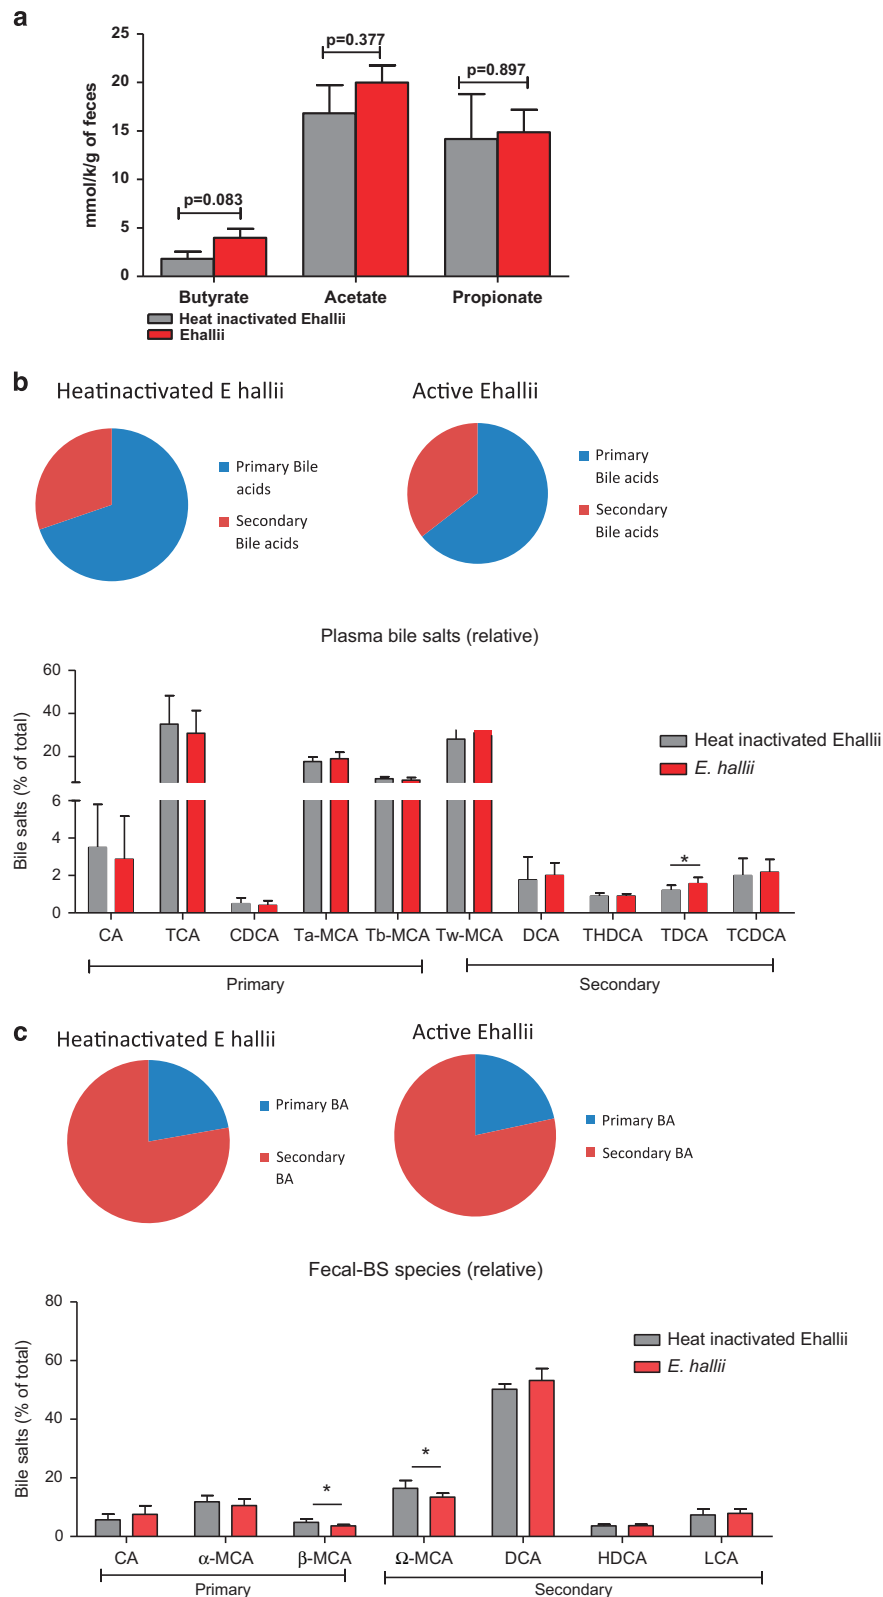 a
25
20
15
10
5
0
mmol/k/g of feces
p=0.083
p=0.377
p=0.897
Butyrate
Acetate
Propionate
Heat inactivated Ehallii
Ehallii
b
Heatinactivated E hallii
Primary Bile
acids
Secondary
Bile acids
Active Ehallii
Primary
Bile acids
Secondary
Bile acids
Plasma bile salts (relative)
Bile salts (% of total)
60
40
20
6
4
2
0
*
Heat inactivated Ehallii
E. hallii
CA
TCA
CDCA
Ta-MCA
Tb-MCA
Tw-MCA
DCA
THDCA
TDCA
TCDCA
Primary
Secondary
c
Heatinactivated E hallii
Primary BA
Secondary
BA
Active Ehallii
Primary BA
Secondary BA
Fecal-BS species (relative)
Bile salts (% of total)
80
60
40
20
0
*
*
Heat inactivated Ehallii
E. hallii
CA
α-MCA
β-MCA
Ω-MCA
DCA
HDCA
LCA
Primary
Secondary